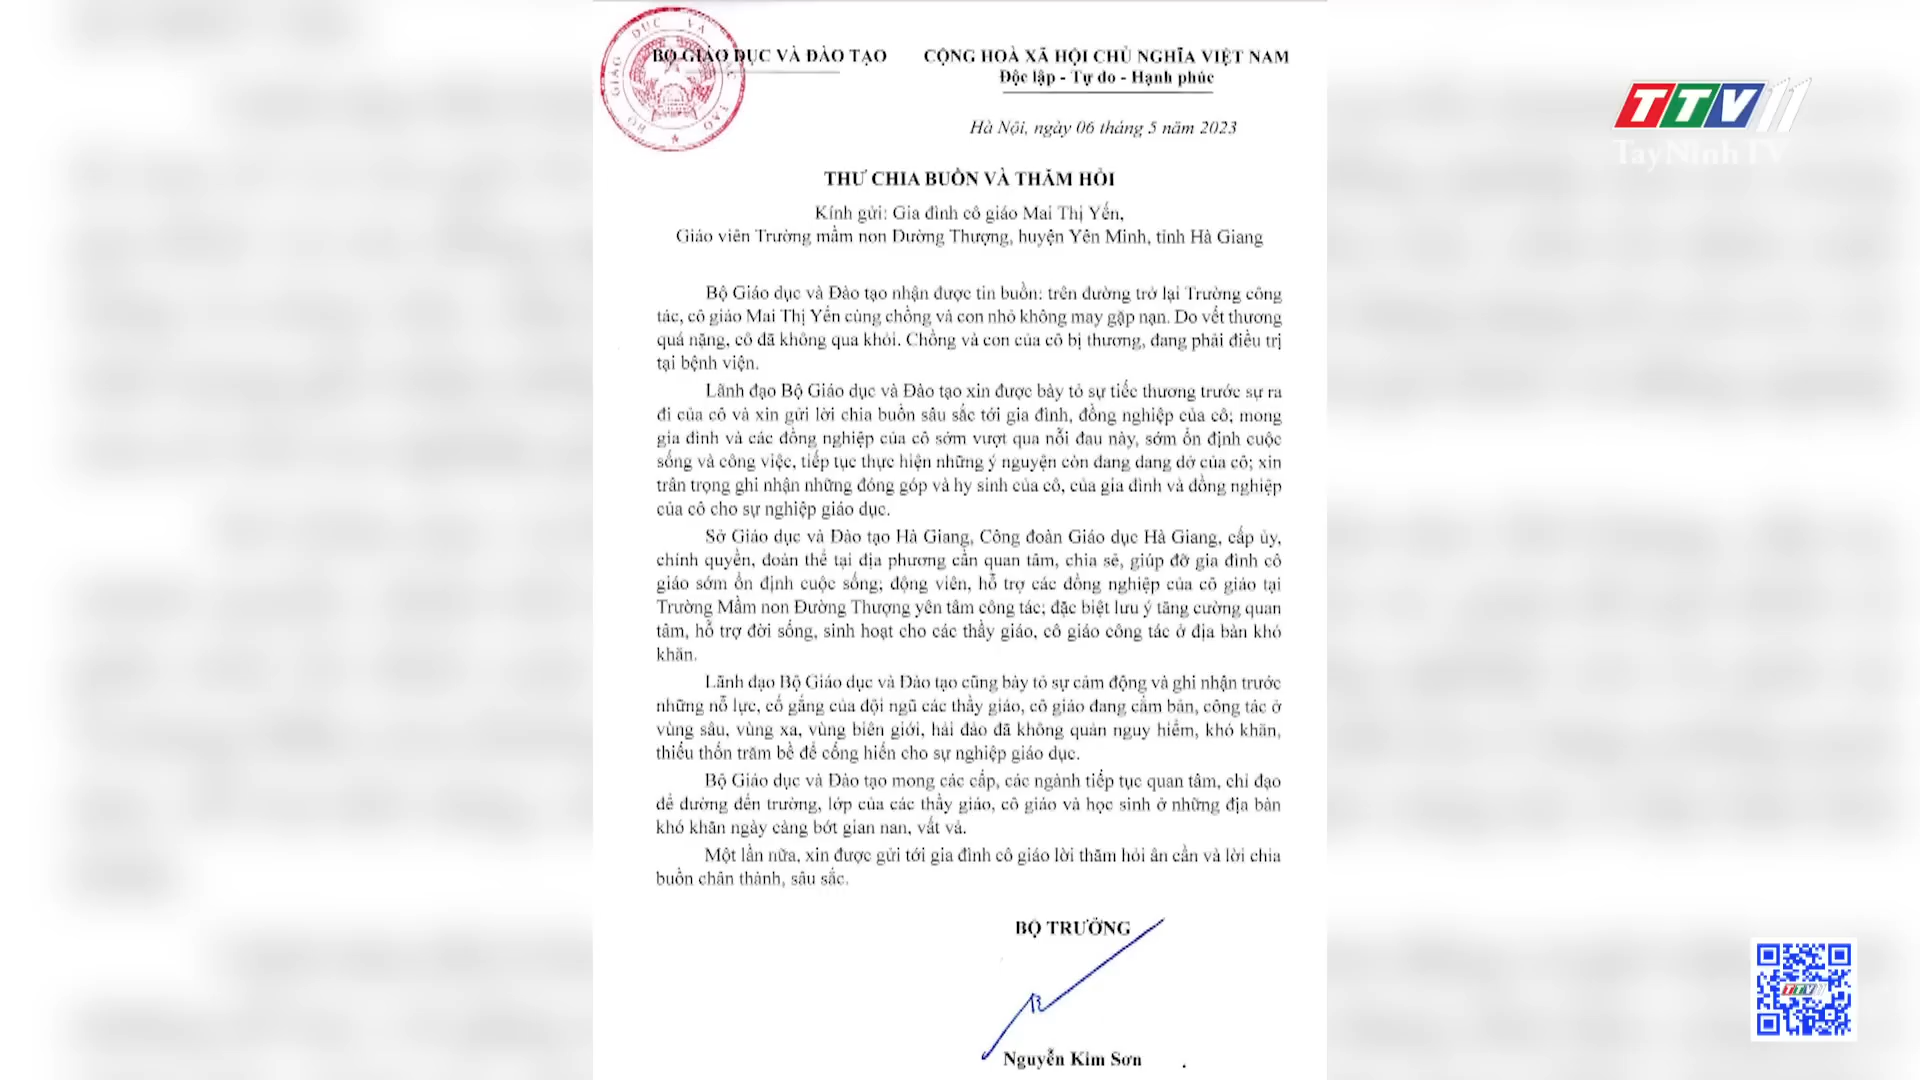 BỘ GIÁO DỤC VÀ ĐÀO TẠO
CỘNG HOÀ XÃ HỘI CHỦ NGHĨA VIỆT NAM
Độc lập - Tự do - Hạnh phúc
Hà Nội, ngày 06 tháng 5 năm 2023
THƯ CHIA BUỒN VÀ THĂM HỎI
Kính gửi: Gia đình cô giáo Mai Thị Yến,
Giáo viên Trường mầm non Đường Thượng, huyện Yên Minh, tỉnh Hà Giang
Bộ Giáo dục và Đào tạo nhận được tin buồn: trên đường trở lại Trường công
tác, cô giáo Mai Thị Yến cùng chồng và con nhỏ không may gặp nạn. Do vết thương
quá nặng, cô đã không qua khỏi. Chồng và con của cô bị thương, đang phải điều trị
tại bệnh viện.
Lãnh đạo Bộ Giáo dục và Đào tạo xin được bày tỏ sự tiếc thương trước sự ra
đi của cô và xin gửi lời chia buồn sâu sắc tới gia đình, đồng nghiệp của cô; mong
gia đình và các đồng nghiệp của cô sớm vượt qua nỗi đau này, sớm ổn định cuộc
sống và công việc, tiếp tục thực hiện những ý nguyện còn đang dang dở của cô; xin
trân trọng ghi nhận những đóng góp và hy sinh của cô, của gia đình và đồng nghiệp
của cô cho sự nghiệp giáo dục.
Sở Giáo dục và Đào tạo Hà Giang, Công đoàn Giáo dục Hà Giang, cấp ủy,
chính quyền, đoàn thể tại địa phương cần quan tâm, chia sẻ, giúp đỡ gia đình cô
giáo sớm ổn định cuộc sống; động viên, hỗ trợ các đồng nghiệp của cô giáo tại
Trường Mầm non Đường Thượng yên tâm công tác; đặc biệt lưu ý tăng cường quan
tâm, hỗ trợ đời sống, sinh hoạt cho các thầy giáo, cô giáo công tác ở địa bàn khó
khăn.
Lãnh đạo Bộ Giáo dục và Đào tạo cũng bày tỏ sự cảm động và ghi nhận trước
những nỗ lực, cố gắng của đội ngũ các thầy giáo, cô giáo đang cắm bản, công tác ở
vùng sâu, vùng xa, vùng biên giới, hải đảo đã không quản nguy hiểm, khó khăn,
thiếu thốn trăm bề để cống hiến cho sự nghiệp giáo dục.
Bộ Giáo dục và Đào tạo mong các cấp, các ngành tiếp tục quan tâm, chỉ đạo
để đường đến trường, lớp của các thầy giáo, cô giáo và học sinh ở những địa bàn
khó khăn ngày càng bớt gian nan, vất vả.
Một lần nữa, xin được gửi tới gia đình cô giáo lời thăm hỏi ân cần và lời chia
buồn chân thành, sâu sắc.
BỘ TRƯỞNG
Nguyễn Kim Sơn
BỘ GIÁO DỤC VÀ ĐÀO TẠO
TTV11
TayNinhTV
TTV11